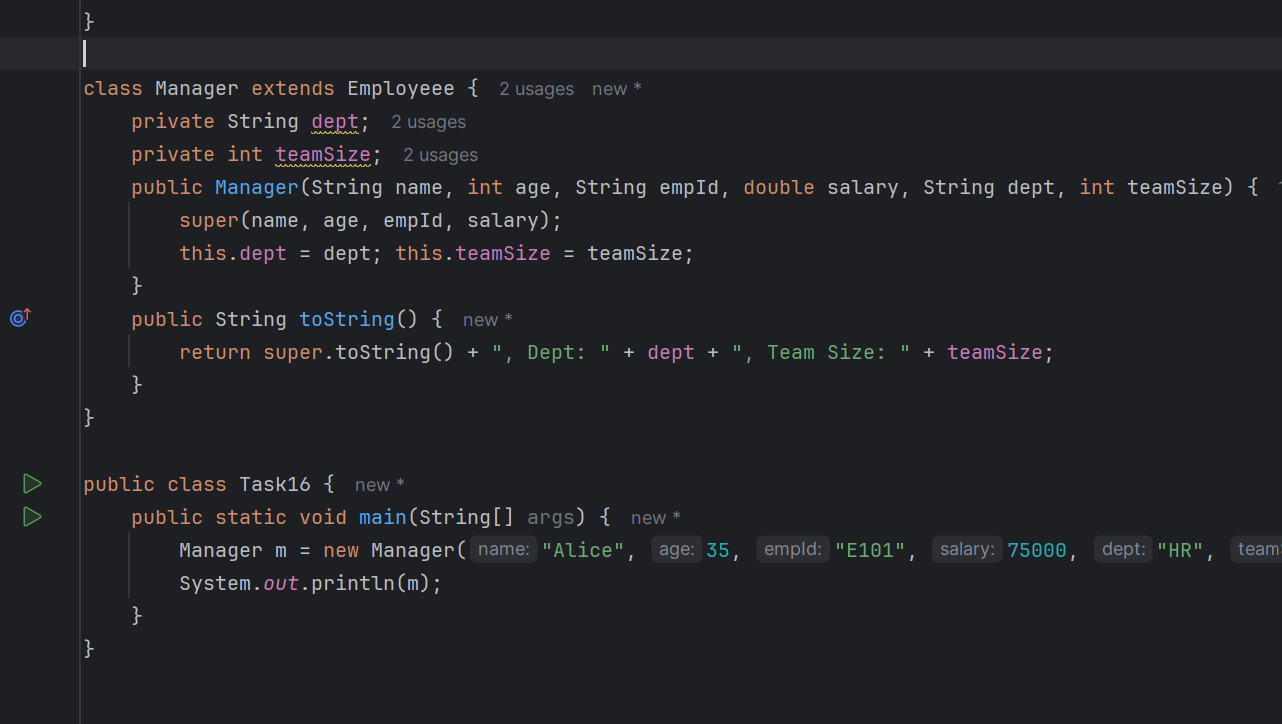 }
class Manager extends Employeee { 2 usages new *
private String dept; 2 usages
private int teamSize; 2 usages
public Manager(String name, int age, String empId, double salary, String dept, int teamSize) {
super(name, age, empId, salary);
this.dept = dept; this.teamSize = teamSize;
}
public String toString() { new *
return super.toString() + ", Dept: " + dept + ", Team Size: " + teamSize;
}
}
public class Task16 { new *
public static void main(String[] args) { new *
Manager m = new Manager( name: "Alice", age: 35, empId: "E101", salary: 75000, dept: "HR",
System.out.println(m);
}
}